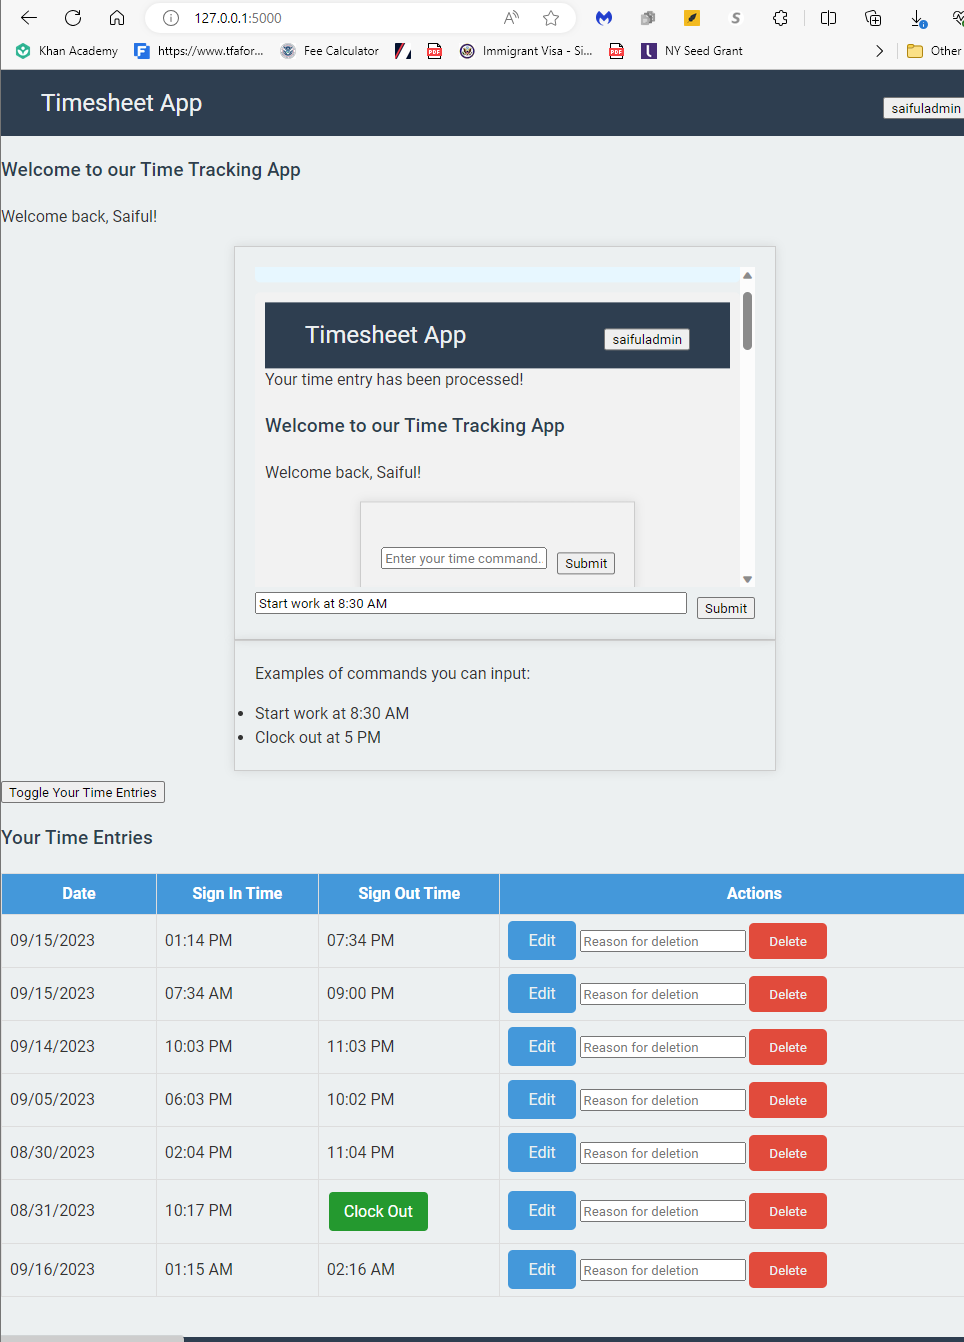 127.0.0.1:5000
Khan Academy https://www.tfafor... Fee Calculator PDF Immigrant Visa - Si... PDF NY Seed Grant Other
Timesheet App
saifuladmin
Welcome to our Time Tracking App
Welcome back, Saiful!
Timesheet App
saifuladmin
Your time entry has been processed!
Welcome to our Time Tracking App
Welcome back, Saiful!
Enter your time command. Submit
Start work at 8:30 AM Submit
Examples of commands you can input:
• Start work at 8:30 AM
• Clock out at 5 PM
Toggle Your Time Entries
Your Time Entries
Date Sign In Time Sign Out Time Actions
09/15/2023 01:14 PM 07:34 PM Edit Reason for deletion Delete
09/15/2023 07:34 AM 09:00 PM Edit Reason for deletion Delete
09/14/2023 10:03 PM 11:03 PM Edit Reason for deletion Delete
09/05/2023 06:03 PM 10:02 PM Edit Reason for deletion Delete
08/30/2023 02:04 PM 11:04 PM Edit Reason for deletion Delete
08/31/2023 10:17 PM Clock Out Edit Reason for deletion Delete
09/16/2023 01:15 AM 02:16 AM Edit Reason for deletion Delete